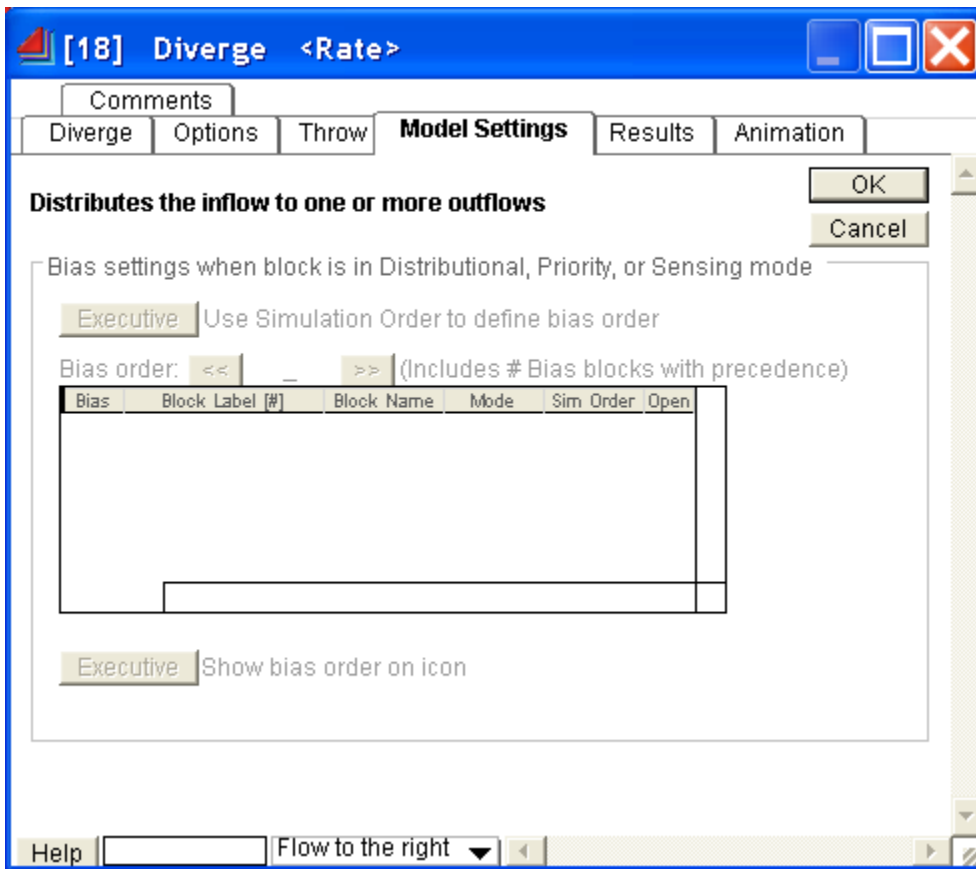 [18] Diverge <Rate>
Comments
Diverge Options Throw Model Settings Results Animation
OK
Distributes the inflow to one or more outflows
Cancel
Bias settings when block is in Distributional, Priority, or Sensing mode
Executive Use Simulation Order to define bias order
Bias order: << _ >> (Includes # Bias blocks with precedence)
Bias Block Label [#] Block Name Mode Sim Order Open
Executive Show bias order on icon
Help Flow to the right